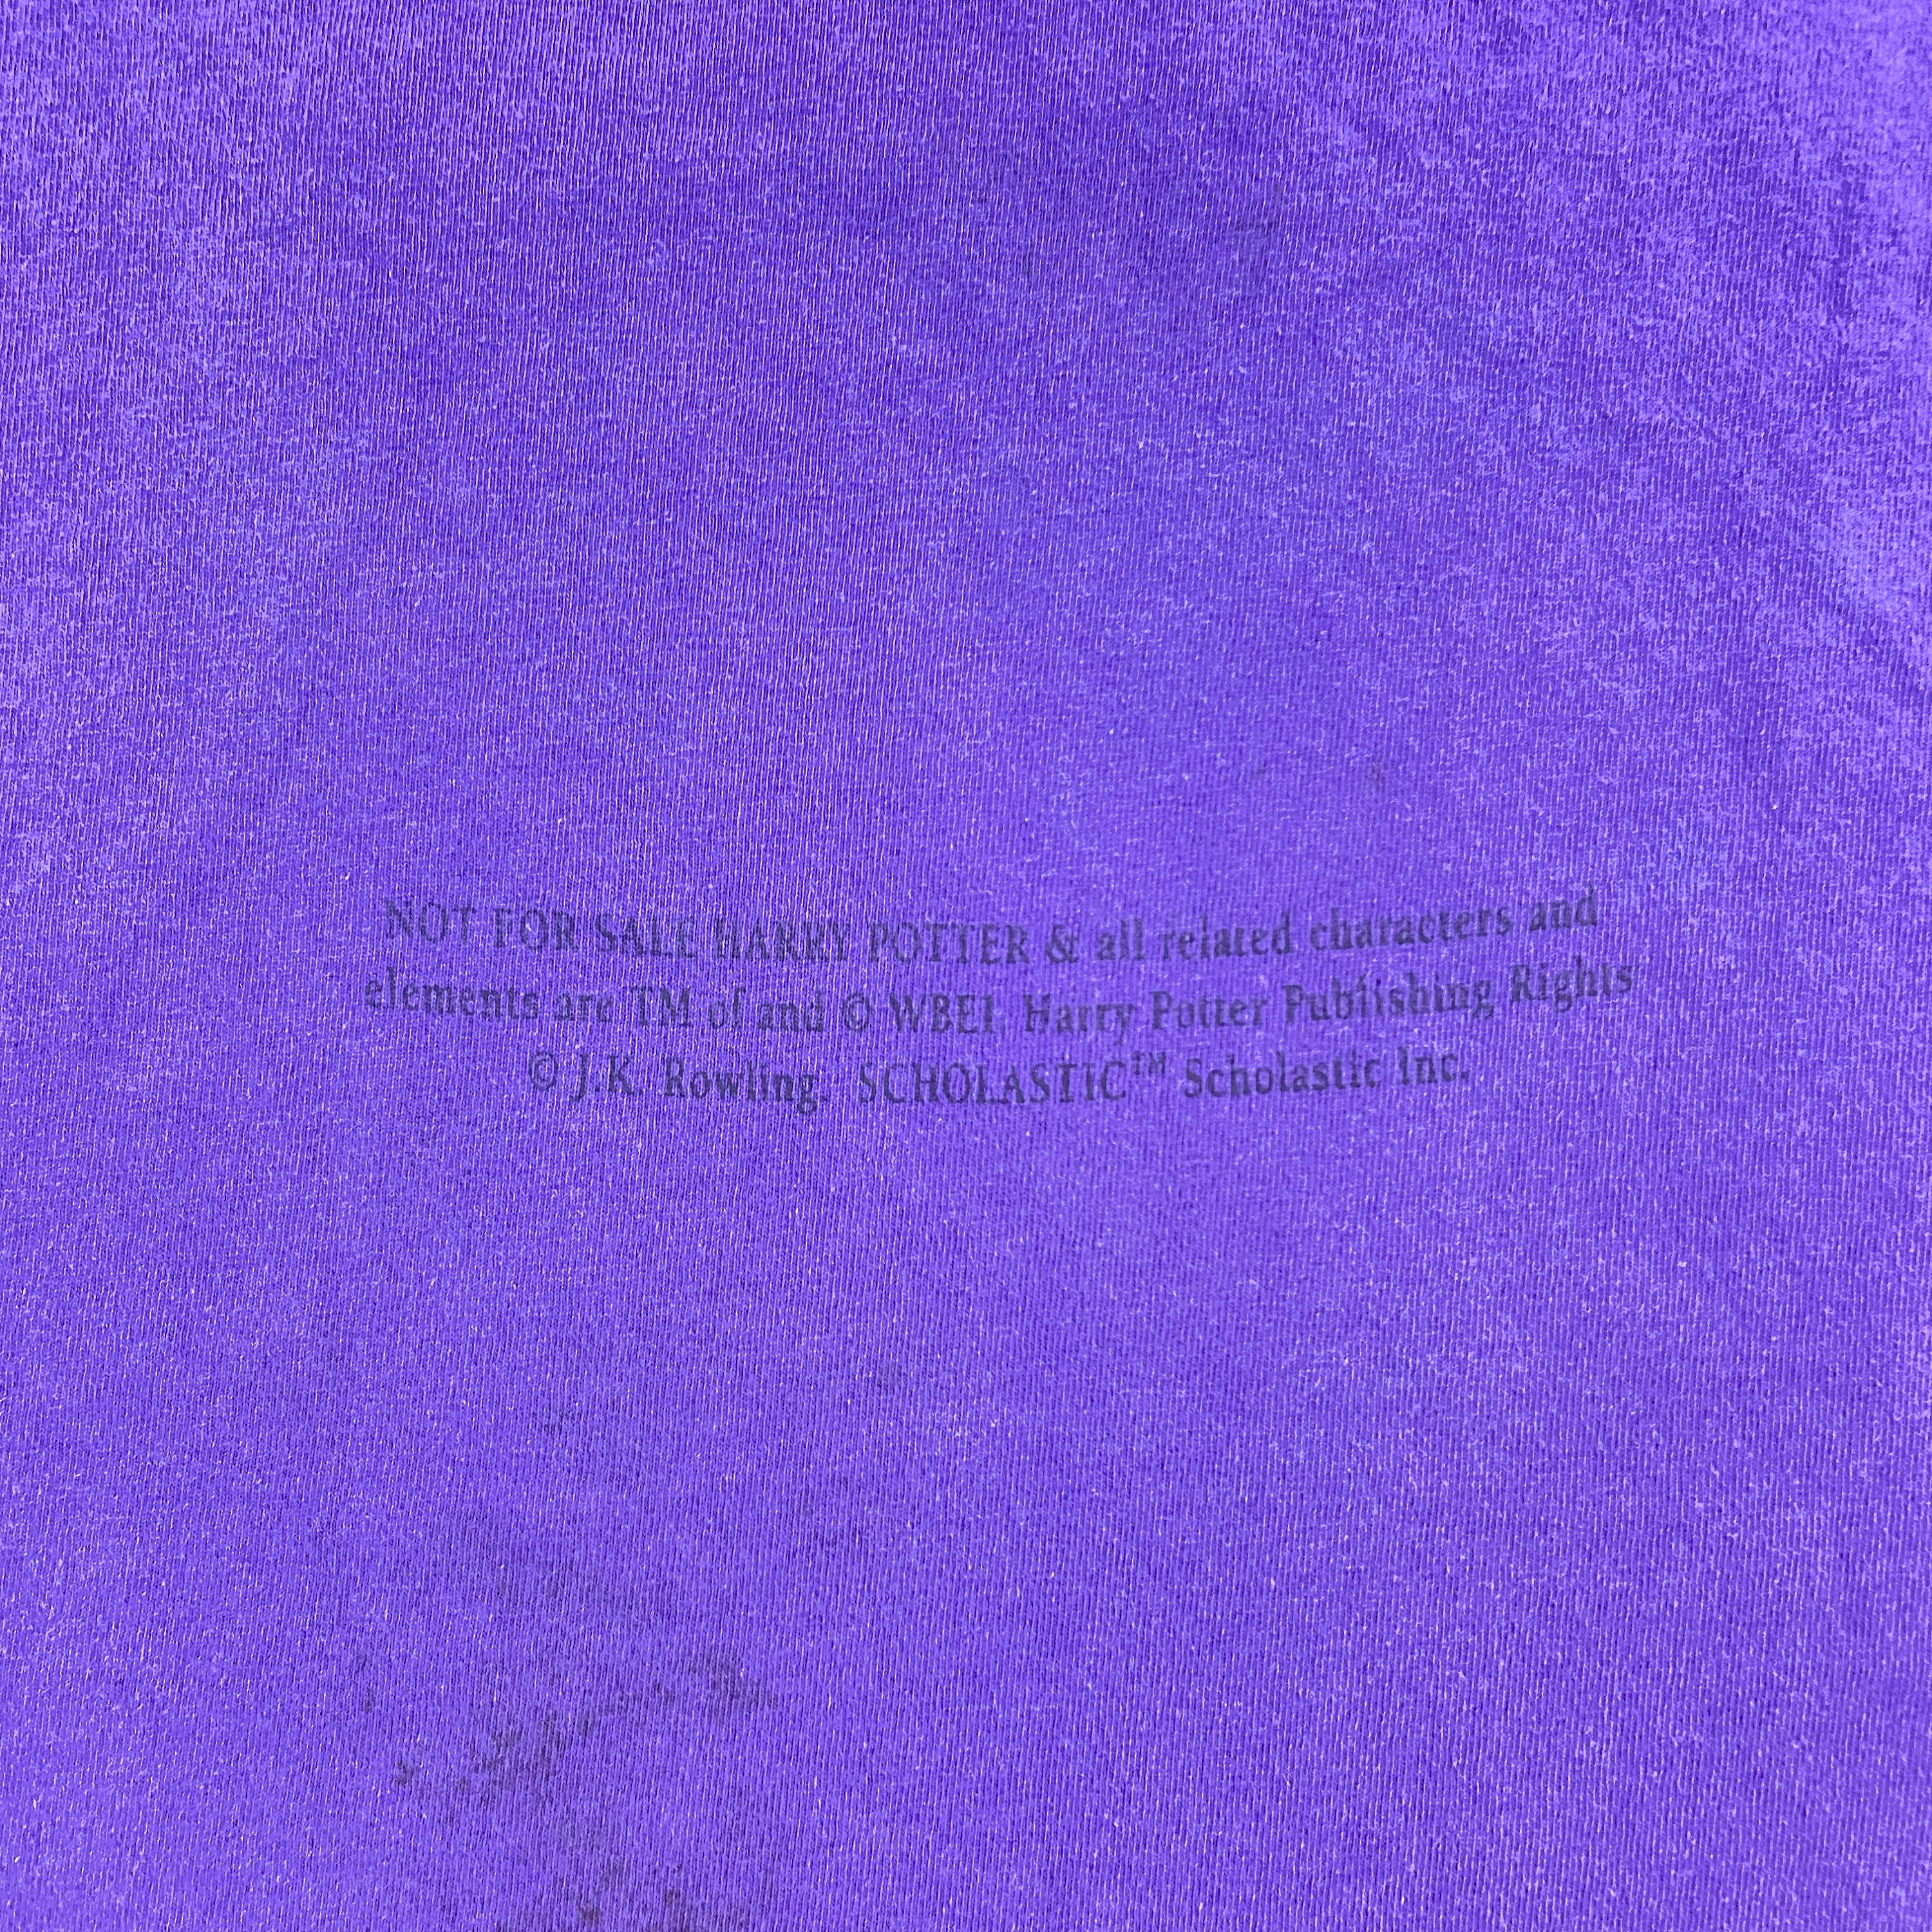 NOT FOR SALE HARRY POTTER & all related characters and
elements are TM of and © WBEI. Harry Potter Publishing Rights
© J.K. Rowling. SCHOLASTIC™ Scholastic Inc.